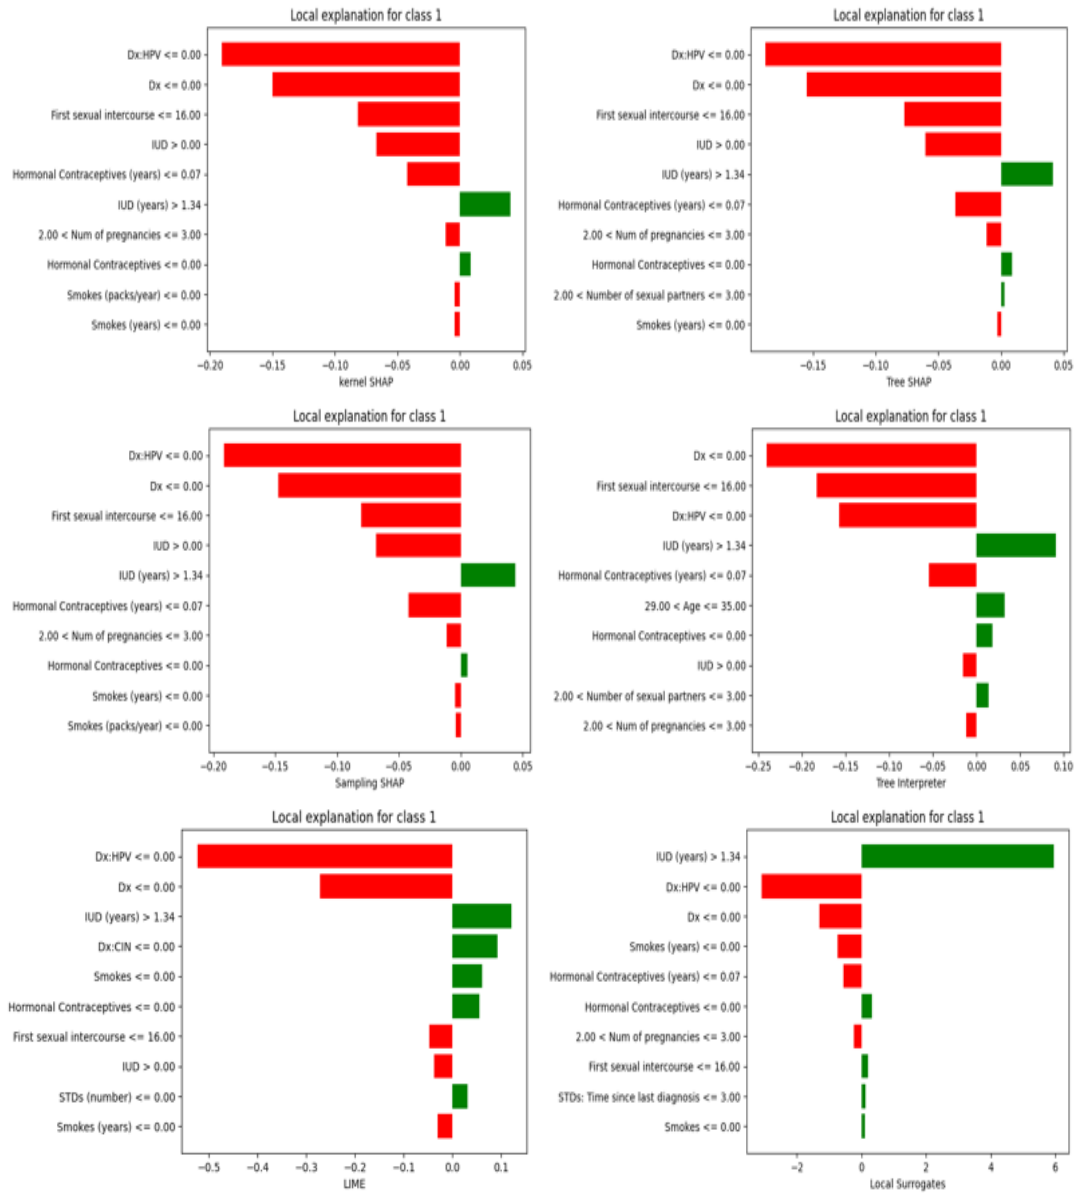 Local explanation for class 1
Dx:HPV <= 0.00
Dx <= 0.00
First sexual intercourse <= 16.00
IUD > 0.00
Hormonal Contraceptives (years) <= 0.07
IUD (years) > 1.34
2.00 < Num of pregnancies <= 3.00
Hormonal Contraceptives <= 0.00
Smokes (packs/year) <= 0.00
Smokes (years) <= 0.00
−0.20 −0.15 −0.10 −0.05 0.00 0.05
kernel SHAP
Local explanation for class 1
Dx:HPV <= 0.00
Dx <= 0.00
First sexual intercourse <= 16.00
IUD > 0.00
IUD (years) > 1.34
Hormonal Contraceptives (years) <= 0.07
2.00 < Num of pregnancies <= 3.00
Hormonal Contraceptives <= 0.00
2.00 < Number of sexual partners <= 3.00
Smokes (years) <= 0.00
−0.15 −0.10 −0.05 0.00 0.05
Tree SHAP
Local explanation for class 1
Dx:HPV <= 0.00
Dx <= 0.00
First sexual intercourse <= 16.00
IUD > 0.00
IUD (years) > 1.34
Hormonal Contraceptives (years) <= 0.07
2.00 < Num of pregnancies <= 3.00
Hormonal Contraceptives <= 0.00
Smokes (years) <= 0.00
Smokes (packs/year) <= 0.00
−0.20 −0.15 −0.10 −0.05 0.00 0.05
Sampling SHAP
Local explanation for class 1
Dx <= 0.00
First sexual intercourse <= 16.00
Dx:HPV <= 0.00
IUD (years) > 1.34
Hormonal Contraceptives (years) <= 0.07
29.00 < Age <= 35.00
Hormonal Contraceptives <= 0.00
IUD > 0.00
2.00 < Number of sexual partners <= 3.00
2.00 < Num of pregnancies <= 3.00
−0.25 −0.20 −0.15 −0.10 −0.05 0.00 0.05 0.10
Tree Interpreter
Local explanation for class 1
Dx:HPV <= 0.00
Dx <= 0.00
IUD (years) > 1.34
Dx:CIN <= 0.00
Smokes <= 0.00
Hormonal Contraceptives <= 0.00
First sexual intercourse <= 16.00
IUD > 0.00
STDs (number) <= 0.00
Smokes (years) <= 0.00
−0.5 −0.4 −0.3 −0.2 −0.1 0.0 0.1
LIME
Local explanation for class 1
IUD (years) > 1.34
Dx:HPV <= 0.00
Dx <= 0.00
Smokes (years) <= 0.00
Hormonal Contraceptives (years) <= 0.07
Hormonal Contraceptives <= 0.00
2.00 < Num of pregnancies <= 3.00
First sexual intercourse <= 16.00
STDs: Time since last diagnosis <= 3.00
Smokes <= 0.00
−2 0 2 4 6
Local Surrogates